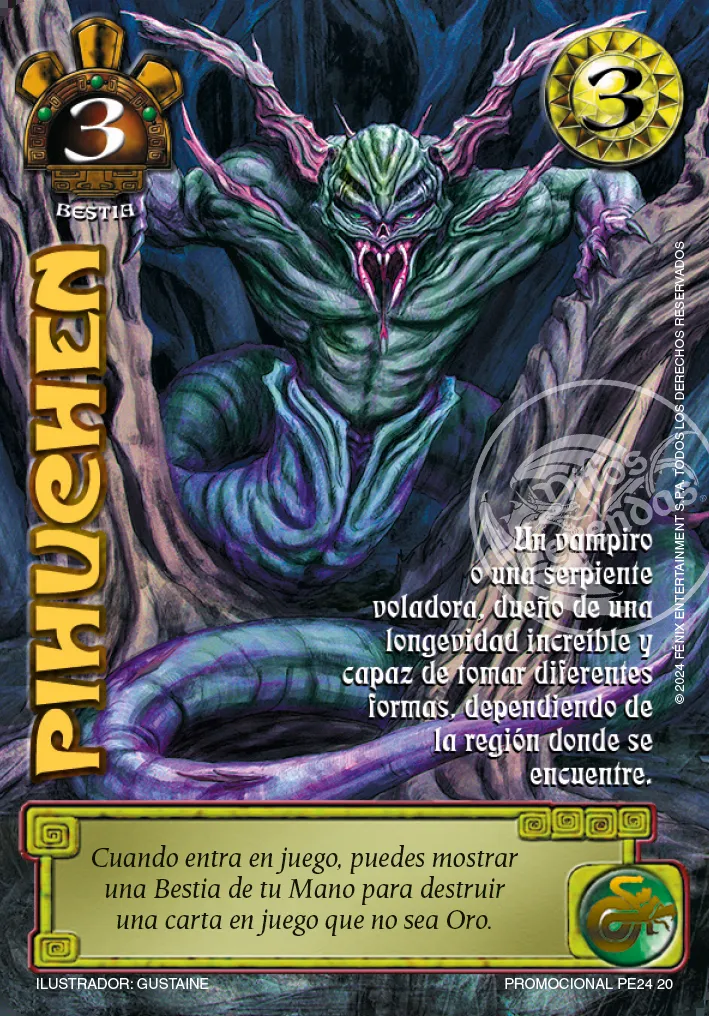 3
BESTIA
3
PIHUCHEN
Mitos
Leyendas
Un vampiro
o una serpiente
voladora, dueño de una
longevidad increíble y
capaz de tomar diferentes
formas, dependiendo de
la región donde se
encuentre.
©2024 FÉNIX ENTERTAINMENT S.P.A. TODOS LOS DERECHOS RESERVADOS
Cuando entra en juego, puedes mostrar
una Bestia de tu Mano para destruir
una carta en juego que no sea Oro.
ILUSTRADOR: GUSTAINE
PROMOCIONAL PE24 20